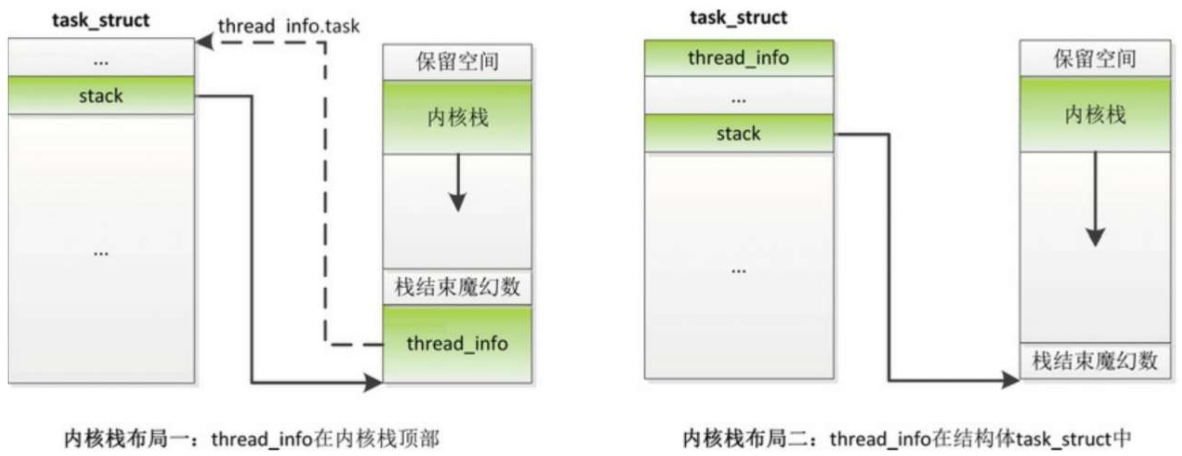 task_struct
thread info.task
...
stack
...
保留空间
内核栈
栈结束魔幻数
thread_info
内核栈布局一：thread_info在内核栈顶部
task_struct
thread_info
...
stack
...
保留空间
内核栈
栈结束魔幻数
内核栈布局二：thread_info在结构体task_struct中